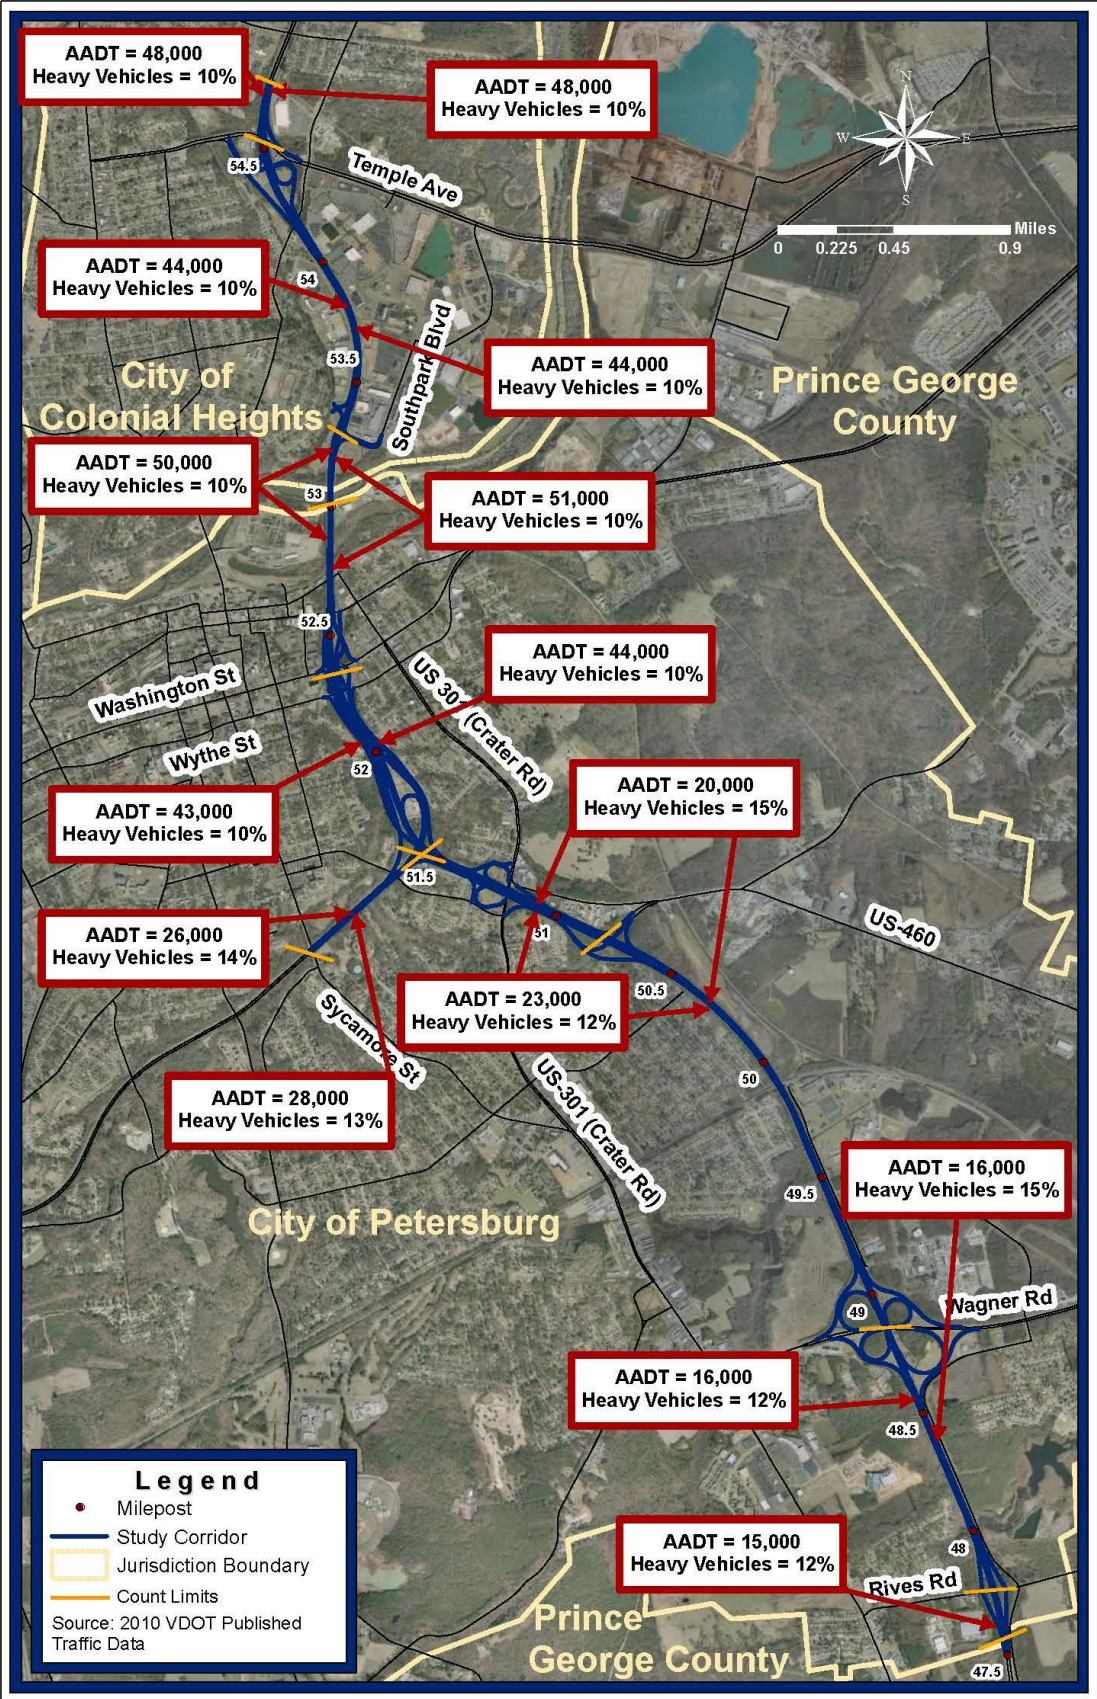 AADT = 48,000
Heavy Vehicles = 10%
AADT = 48,000
Heavy Vehicles = 10%
N
W
E
S
54.5
Temple Ave
Miles
0
0.225
0.45
0.9
AADT = 44,000
Heavy Vehicles = 10%
54
53.5
Southpark Blvd
AADT = 44,000
Heavy Vehicles = 10%
City of
Colonial Heights
Prince George
County
AADT = 50,000
Heavy Vehicles = 10%
53
AADT = 51,000
Heavy Vehicles = 10%
52.5
AADT = 44,000
Heavy Vehicles = 10%
Washington St
US 301 (Crater Rd)
Wythe St
52
AADT = 20,000
Heavy Vehicles = 15%
AADT = 43,000
Heavy Vehicles = 10%
51.5
AADT = 26,000
Heavy Vehicles = 14%
51
US-460
50.5
AADT = 23,000
Heavy Vehicles = 12%
Sycamore St
50
AADT = 28,000
Heavy Vehicles = 13%
US-301 (Crater Rd)
AADT = 16,000
Heavy Vehicles = 15%
49.5
City of Petersburg
49
Wagner Rd
AADT = 16,000
Heavy Vehicles = 12%
48.5
AADT = 15,000
Heavy Vehicles = 12%
48
Rives Rd
Prince
George County
47.5
Legend
Milepost
Study Corridor
Jurisdiction Boundary
Count Limits
Source: 2010 VDOT Published
Traffic Data